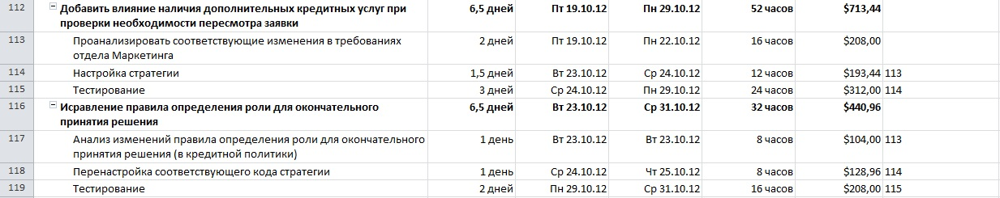 112 Добавить влияние наличия дополнительных кредитных услуг при 6,5 дней Пт 19.10.12 Пн 29.10.12 52 часов $713,44
проверки необходимости пересмотра заявки
113 Проанализировать соответствующие изменения в требованиях 2 дней Пт 19.10.12 Пн 22.10.12 16 часов $208,00
отдела Маркетинга
114 Настройка стратегии 1,5 дней Вт 23.10.12 Ср 24.10.12 12 часов $193,44 113
115 Тестирование 3 дней Ср 24.10.12 Пн 29.10.12 24 часов $312,00 114
116 Исравление правила определения роли для окончательного 6,5 дней Вт 23.10.12 Ср 31.10.12 32 часов $440,96
принятия решения
117 Анализ изменений правила определения роли для окончательного 1 день Вт 23.10.12 Вт 23.10.12 8 часов $104,00 113
принятия решения (в кредитной политики)
118 Перенастройка соответствующего кода стратегии 1 день Ср 24.10.12 Чт 25.10.12 8 часов $128,96 114
119 Тестирование 2 дней Пн 29.10.12 Ср 31.10.12 16 часов $208,00 115